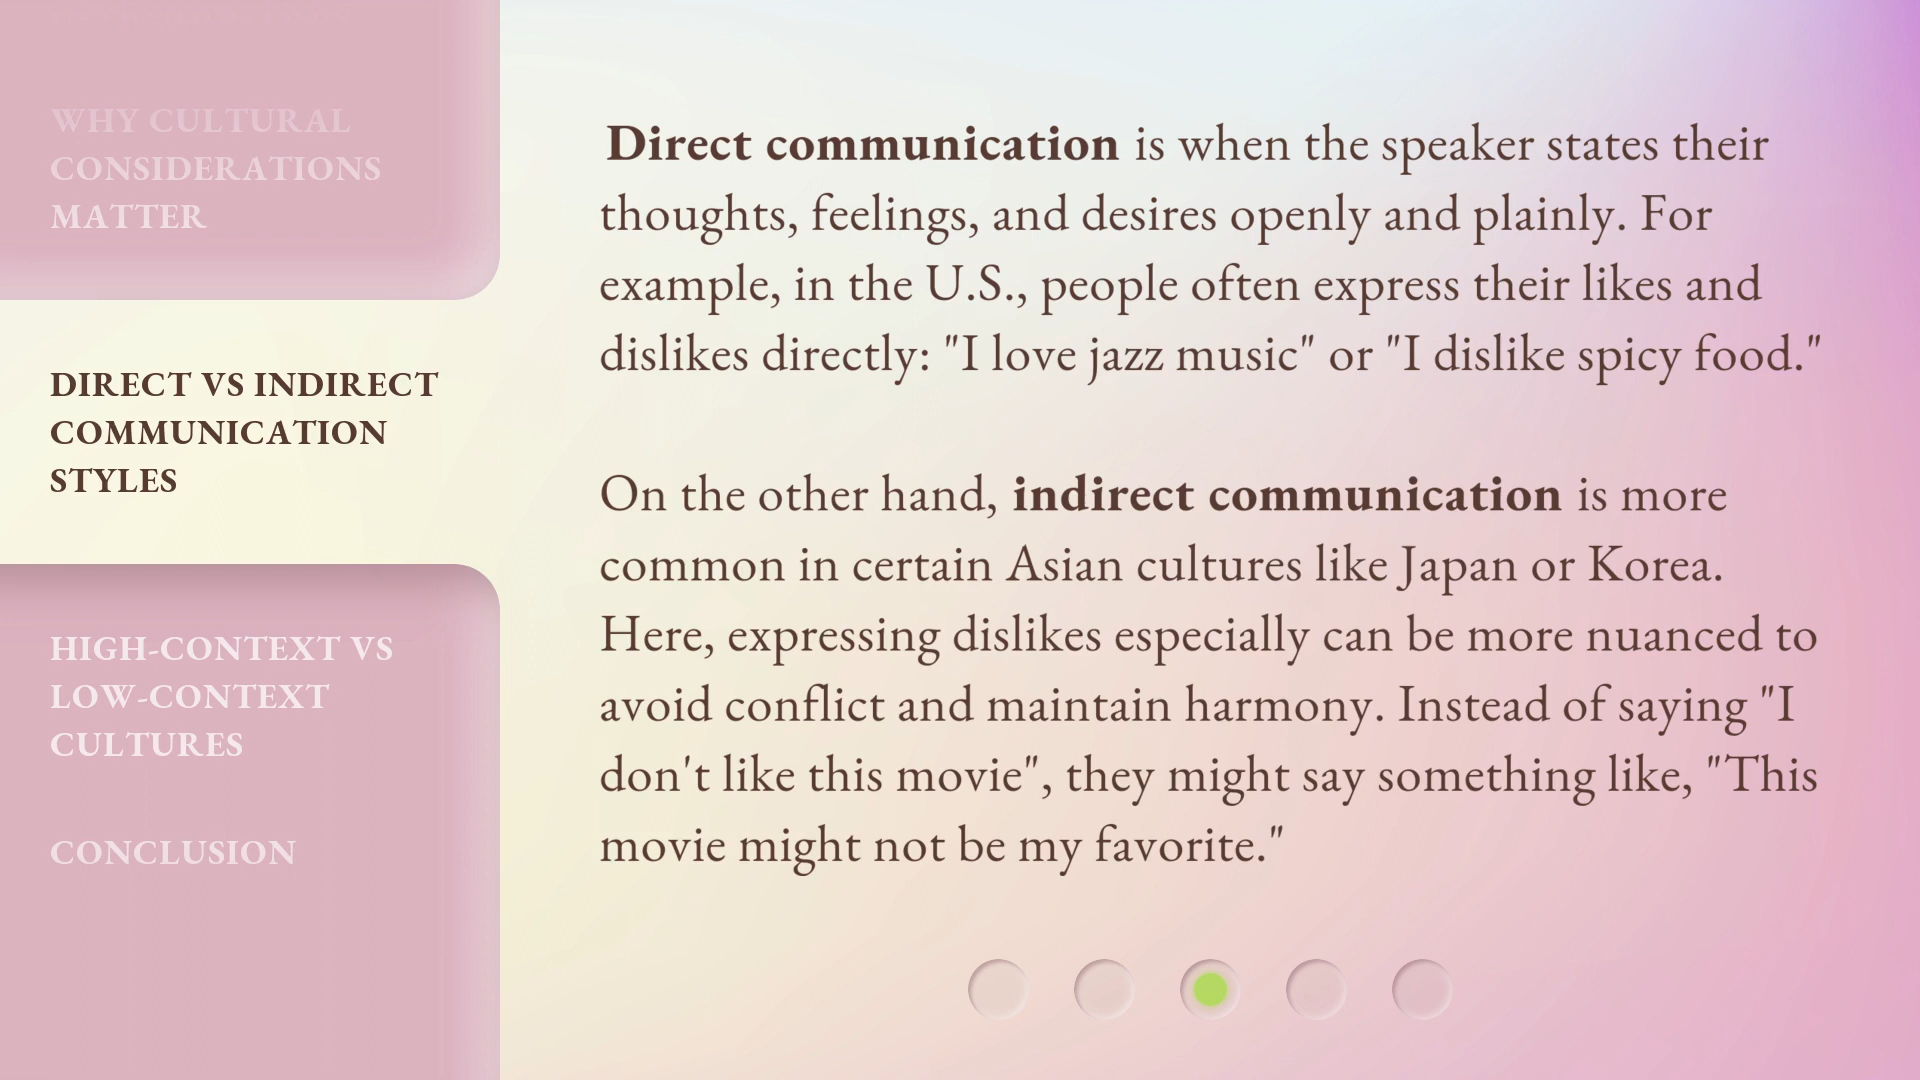 WHY CULTURAL
CONSIDERATIONS
MATTER
DIRECT VS INDIRECT
COMMUNICATION
STYLES
HIGH-CONTEXT VS
LOW-CONTEXT
CULTURES
CONCLUSION
Direct communication is when the speaker states their
thoughts, feelings, and desires openly and plainly. For
example, in the U.S., people often express their likes and
dislikes directly: "I love jazz music" or "I dislike spicy food."
On the other hand, indirect communication is more
common in certain Asian cultures like Japan or Korea.
Here, expressing dislikes especially can be more nuanced to
avoid conflict and maintain harmony. Instead of saying "I
don't like this movie", they might say something like, "This
movie might not be my favorite."